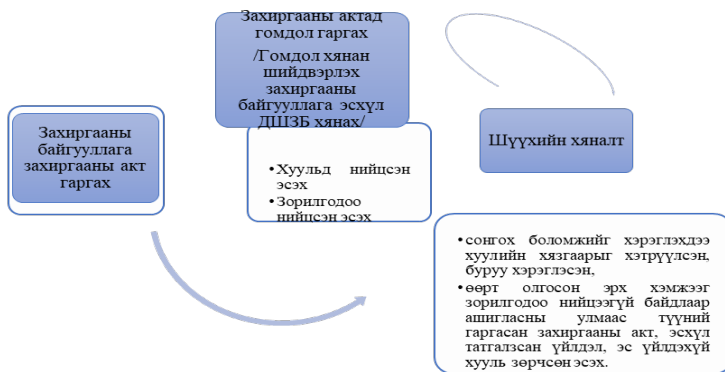 Захиргааны
байгууллага
захиргааны акт
гаргах
Захиргааны актад
гомдол гаргах
/Гомдол хянан
шийдвэрлэх
захиргааны
байгууллага эсхүл
ДШЗБ хянах/
•Хуульд нийцсэн
эсэх
•Зорилгодоо
нийцсэн эсэх
Шүүхийн хяналт
•сонгох боломжийг хэрэглэхдээ
хуулийн хязгаарыг хэтрүүлсэн,
буруу хэрэглэсэн,
•өөрт олгосон эрх хэмжээг
зорилгодоо нийцээгүй байдлаар
ашигласны улмаас түүний
гаргасан захиргааны акт, эсхүл
татгалзсан үйлдэл, эс үйлдэхүй
хууль зөрчсөн эсэх.